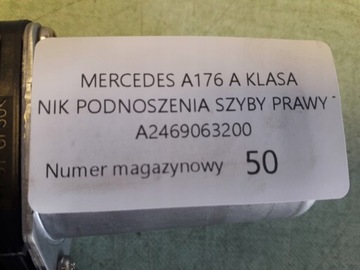 MERCEDES A176 A KLASA
NIK PODNOSZENIA SZYBY PRAWY
A2469063200
Numer magazynowy 50